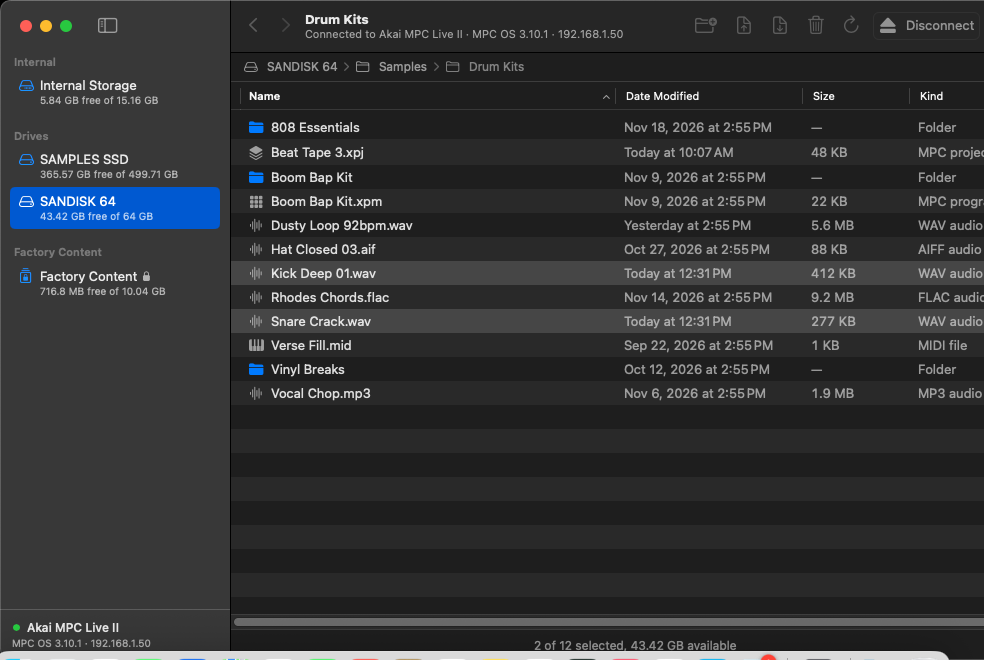 Drum Kits
Connected to Akai MPC Live II · MPC OS 3.10.1 · 192.168.1.50
Disconnect
Internal
Internal Storage
5.84 GB free of 15.16 GB
Drives
SAMPLES SSD
365.57 GB free of 499.71 GB
SANDISK 64
43.42 GB free of 64 GB
Factory Content
Factory Content
716.8 MB free of 10.04 GB
Akai MPC Live II
MPC OS 3.10.1 · 192.168.1.50
SANDISK 64 Samples Drum Kits
Name Date Modified Size Kind
808 Essentials Nov 18, 2026 at 2:55 PM — Folder
Beat Tape 3.xpj Today at 10:07 AM 48 KB MPC projec
Boom Bap Kit Nov 9, 2026 at 2:55 PM — Folder
Boom Bap Kit.xpm Nov 9, 2026 at 2:55 PM 22 KB MPC progr
Dusty Loop 92bpm.wav Yesterday at 2:55 PM 5.6 MB WAV audio
Hat Closed 03.aif Oct 27, 2026 at 2:55 PM 88 KB AIFF audio
Kick Deep 01.wav Today at 12:31 PM 412 KB WAV audio
Rhodes Chords.flac Nov 14, 2026 at 2:55 PM 9.2 MB FLAC audio
Snare Crack.wav Today at 12:31 PM 277 KB WAV audio
Verse Fill.mid Sep 22, 2026 at 2:55 PM 1 KB MIDI file
Vinyl Breaks Oct 12, 2026 at 2:55 PM — Folder
Vocal Chop.mp3 Nov 6, 2026 at 2:55 PM 1.9 MB MP3 audio
2 of 12 selected, 43.42 GB available